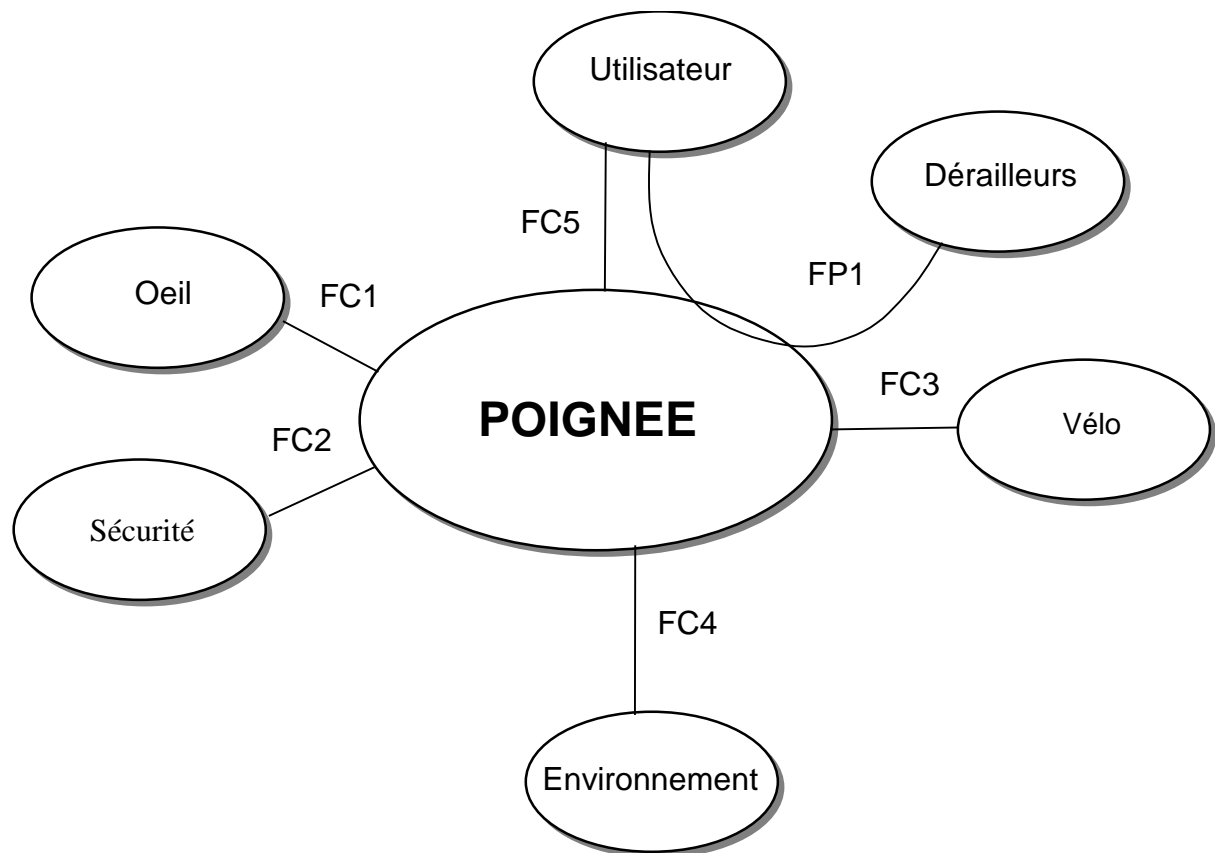 Utilisateur
Dérailleurs
FC5
FP1
Oeil
FC1
FC3
POIGNEE
Vélo
FC2
Sécurité
FC4
Environnement